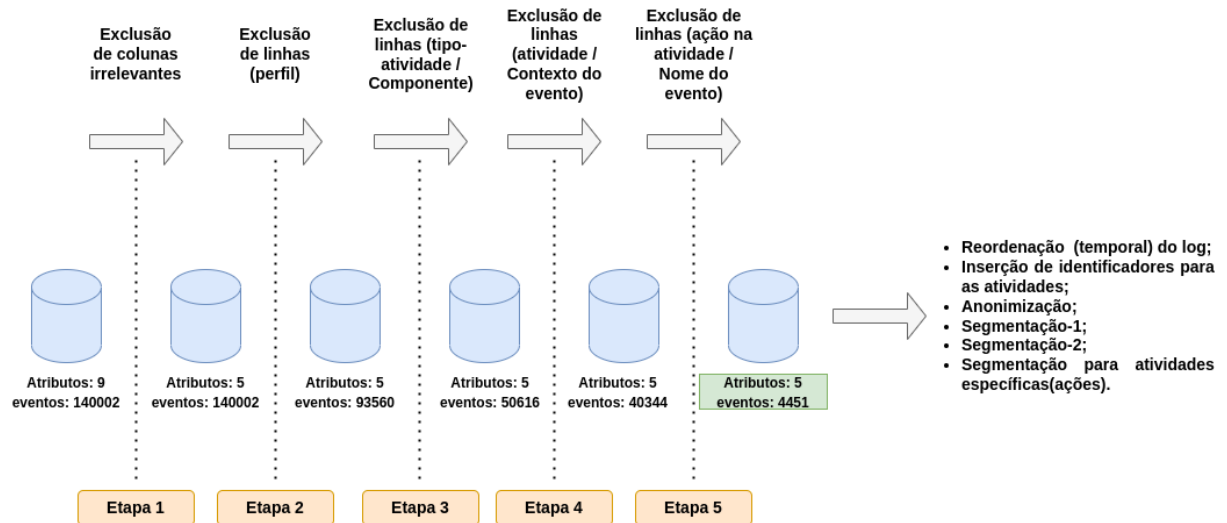 Exclusão
de colunas
irrelevantes
Exclusão
de linhas
(perfil)
Exclusão de
linhas (tipo-
atividade /
Componente)
Exclusão de
linhas
(atividade /
Contexto do
evento)
Exclusão de
linhas (ação na
atividade /
Nome do
evento)
Atributos: 9
eventos: 140002
Atributos: 5
eventos: 140002
Atributos: 5
eventos: 93560
Atributos: 5
eventos: 50616
Atributos: 5
eventos: 40344
Atributos: 5
eventos: 4451
• Reordenação (temporal) do log;
• Inserção de identificadores para
as atividades;
• Anonimização;
• Segmentação-1;
• Segmentação-2;
• Segmentação para atividades
específicas(ações).
Etapa 1
Etapa 2
Etapa 3
Etapa 4
Etapa 5